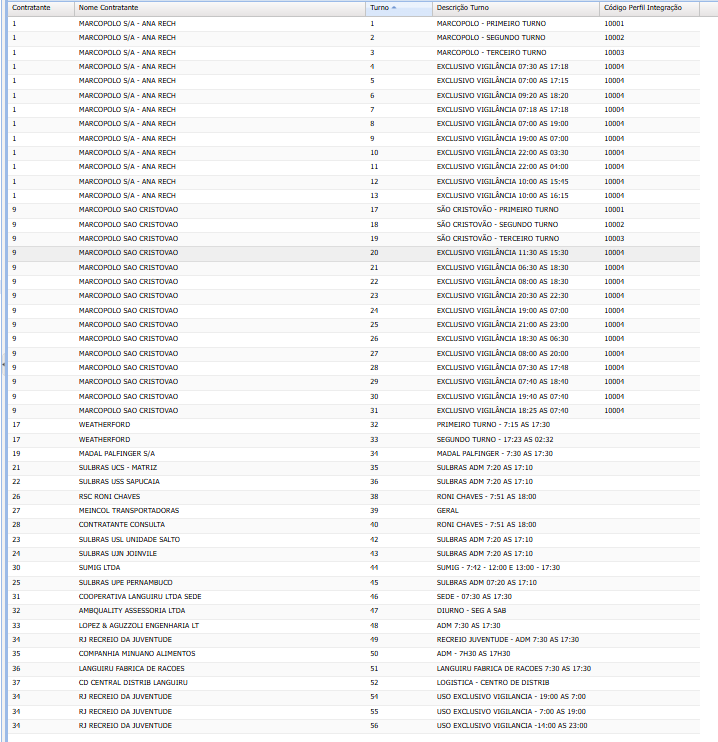 Contratante Nome Contratante Turno Descrição Turno Código Perfil Integração
1 MARCOPOLO S/A - ANA RECH 1 MARCOPOLO - PRIMEIRO TURNO 10001
1 MARCOPOLO S/A - ANA RECH 2 MARCOPOLO - SEGUNDO TURNO 10002
1 MARCOPOLO S/A - ANA RECH 3 MARCOPOLO - TERCEIRO TURNO 10003
1 MARCOPOLO S/A - ANA RECH 4 EXCLUSIVO VIGILÂNCIA 07:30 AS 17:18 10004
1 MARCOPOLO S/A - ANA RECH 5 EXCLUSIVO VIGILÂNCIA 07:00 AS 17:15 10004
1 MARCOPOLO S/A - ANA RECH 6 EXCLUSIVO VIGILÂNCIA 09:20 AS 18:20 10004
1 MARCOPOLO S/A - ANA RECH 7 EXCLUSIVO VIGILÂNCIA 07:18 AS 17:18 10004
1 MARCOPOLO S/A - ANA RECH 8 EXCLUSIVO VIGILÂNCIA 07:00 AS 19:00 10004
1 MARCOPOLO S/A - ANA RECH 9 EXCLUSIVO VIGILÂNCIA 19:00 AS 07:00 10004
1 MARCOPOLO S/A - ANA RECH 10 EXCLUSIVO VIGILÂNCIA 22:00 AS 03:30 10004
1 MARCOPOLO S/A - ANA RECH 11 EXCLUSIVO VIGILÂNCIA 22:00 AS 04:00 10004
1 MARCOPOLO S/A - ANA RECH 12 EXCLUSIVO VIGILÂNCIA 10:00 AS 15:45 10004
1 MARCOPOLO S/A - ANA RECH 13 EXCLUSIVO VIGILÂNCIA 10:00 AS 16:15 10004
9 MARCOPOLO SAO CRISTOVAO 17 SÃO CRISTOVÃO - PRIMEIRO TURNO 10001
9 MARCOPOLO SAO CRISTOVAO 18 SÃO CRISTOVÃO - SEGUNDO TURNO 10002
9 MARCOPOLO SAO CRISTOVAO 19 SÃO CRISTOVÃO - TERCEIRO TURNO 10003
9 MARCOPOLO SAO CRISTOVAO 20 EXCLUSIVO VIGILÂNCIA 11:30 AS 15:30 10004
9 MARCOPOLO SAO CRISTOVAO 21 EXCLUSIVO VIGILÂNCIA 06:30 AS 18:30 10004
9 MARCOPOLO SAO CRISTOVAO 22 EXCLUSIVO VIGILÂNCIA 08:00 AS 18:30 10004
9 MARCOPOLO SAO CRISTOVAO 23 EXCLUSIVO VIGILÂNCIA 20:30 AS 22:30 10004
9 MARCOPOLO SAO CRISTOVAO 24 EXCLUSIVO VIGILÂNCIA 19:00 AS 07:00 10004
9 MARCOPOLO SAO CRISTOVAO 25 EXCLUSIVO VIGILÂNCIA 21:00 AS 23:00 10004
9 MARCOPOLO SAO CRISTOVAO 26 EXCLUSIVO VIGILÂNCIA 18:30 AS 06:30 10004
9 MARCOPOLO SAO CRISTOVAO 27 EXCLUSIVO VIGILÂNCIA 08:00 AS 20:00 10004
9 MARCOPOLO SAO CRISTOVAO 28 EXCLUSIVO VIGILÂNCIA 07:30 AS 17:48 10004
9 MARCOPOLO SAO CRISTOVAO 29 EXCLUSIVO VIGILÂNCIA 07:40 AS 18:40 10004
9 MARCOPOLO SAO CRISTOVAO 30 EXCLUSIVO VIGILÂNCIA 19:40 AS 07:40 10004
9 MARCOPOLO SAO CRISTOVAO 31 EXCLUSIVO VIGILÂNCIA 18:25 AS 07:40 10004
17 WEATHERFORD 32 PRIMEIRO TURNO - 7:15 AS 17:30
17 WEATHERFORD 33 SEGUNDO TURNO - 17:23 AS 02:32
19 MADAL PALFINGER S/A 34 MADAL PALFINGER - 7:30 AS 17:30
21 SULBRAS UCS - MATRIZ 35 SULBRAS ADM 7:20 AS 17:10
22 SULBRAS USS SAPUCAIA 36 SULBRAS ADM 7:20 AS 17:10
26 RSC RONI CHAVES 38 RONI CHAVES - 7:51 AS 18:00
27 MEINCOL TRANSPORTADORAS 39 GERAL
28 CONTRATANTE CONSULTA 40 RONI CHAVES - 7:51 AS 18:00
23 SULBRAS USL UNIDADE SALTO 42 SULBRAS ADM 7:20 AS 17:10
24 SULBRAS UJN JOINVILE 43 SULBRAS ADM 7:20 AS 17:10
30 SUMIG LTDA 44 SUMIG - 7:42 - 12:00 E 13:00 - 17:30
25 SULBRAS UPE PERNAMBUCO 45 SULBRAS ADM 07:20 AS 17:10
31 COOPERATIVA LANGUIRU LTDA SEDE 46 SEDE - 07:30 AS 17:30
32 AMBQUALITY ASSESSORIA LTDA 47 DIURNO - SEG A SAB
33 LOPEZ & AGUZZOLI ENGENHARIA LT 48 ADM 7:30 AS 17:30
34 RJ RECREIO DA JUVENTUDE 49 RECREIO JUVENTUDE - ADM 7:30 AS 17:30
35 COMPANHIA MINUANO ALIMENTOS 50 ADM - 7H30 AS 17H30
36 LANGUIRU FABRICA DE RACOES 51 LANGUIRU FABRICA DE RACOES 7:30 AS 17:30
37 CD CENTRAL DISTRIB LANGUIRU 52 LOGISTICA - CENTRO DE DISTRIB
34 RJ RECREIO DA JUVENTUDE 54 USO EXCLUSIVO VIGILANCIA - 19:00 AS 7:00
34 RJ RECREIO DA JUVENTUDE 55 USO EXCLUSIVO VIGILANCIA - 7:00 AS 19:00
34 RJ RECREIO DA JUVENTUDE 56 USO EXCLUSIVO VIGILANCIA -14:00 AS 23:00